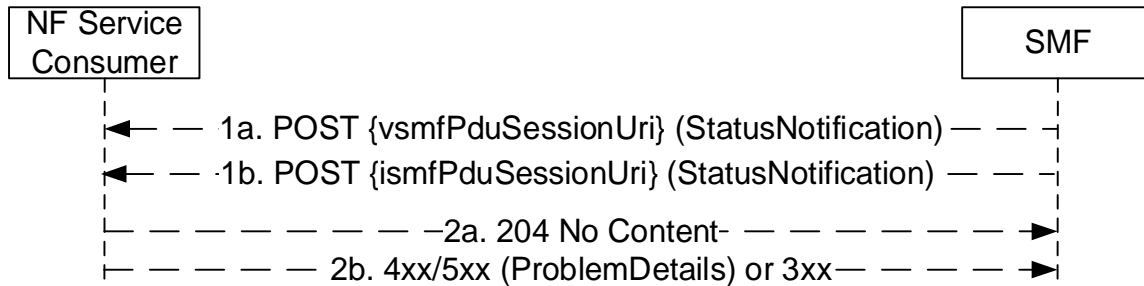 NF Service
Consumer
SMF
1a. POST {vsmfPduSessionUri} (StatusNotification)
1b. POST {ismfPduSessionUri} (StatusNotification)
2a. 204 No Content
2b. 4xx/5xx (ProblemDetails) or 3xx